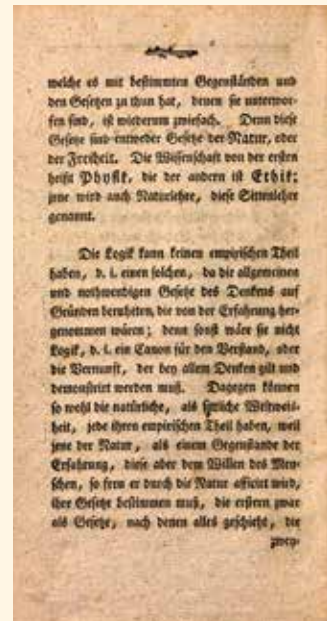 welche es mit bestimmten Gegenständen und
den Gesetzen zu thun hat, denen sie unterwor-
fen sind, ist wiederum zwiefach. Denn diese
Gesetze sind entweder Gesetze der Natur, oder
der Freiheit. Die Wissenschaft von der ersten
heißt Physik, die der andern ist Ethik;
jene wird auch Naturlehre, diese Sittenlehre
genannt.
Die Logik kann keinen empirischen Theil
haben, d. i. einen solchen, da die allgemeinen
und nothwendigen Gesetze des Denkens auf
Gründen beruheten, die von der Erfahrung her-
genommen wären; denn sonst wäre sie nicht
Logik, d. i. ein Canon für den Verstand, oder
die Vernunft, der bey allem Denken gilt und
demonstrirt werden muß. Dagegen können
so wohl die natürliche, als sittliche Weltweis-
heit, jede ihren empirischen Theil haben, weil
jene der Natur, als einem Gegenstande der
Erfahrung, diese aber dem Willen des Men-
schen, so fern er durch die Natur afficirt wird,
ihre Gesetze bestimmen muß, die erstern zwar
als Gesetze, nach denen alles geschieht, die
zwey-